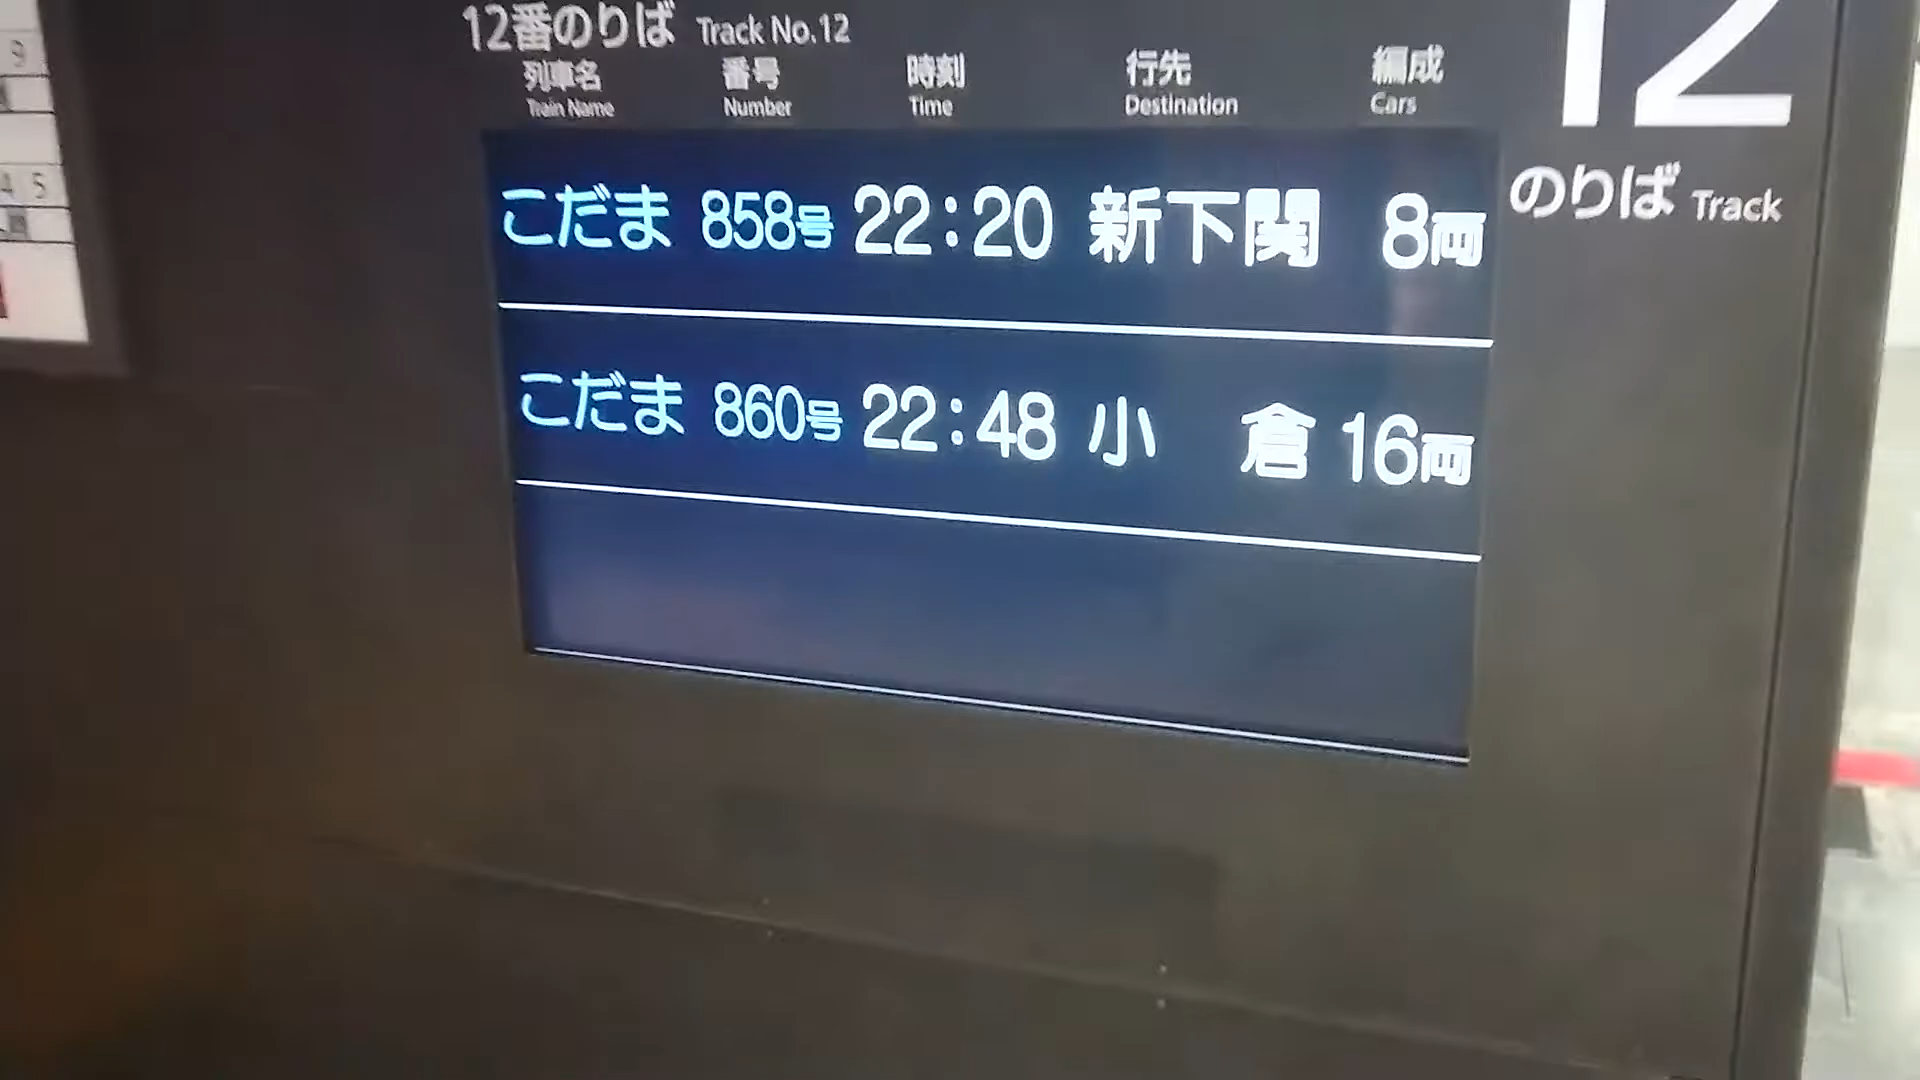 12番のりば Track No.12
列車名 番号 時刻 行先 編成
Train Name Number Time Destination Cars
こだま 858号 22:20 新下関 8両
こだま 860号 22:48 小 倉 16両
12
のりば Track
9
4 5